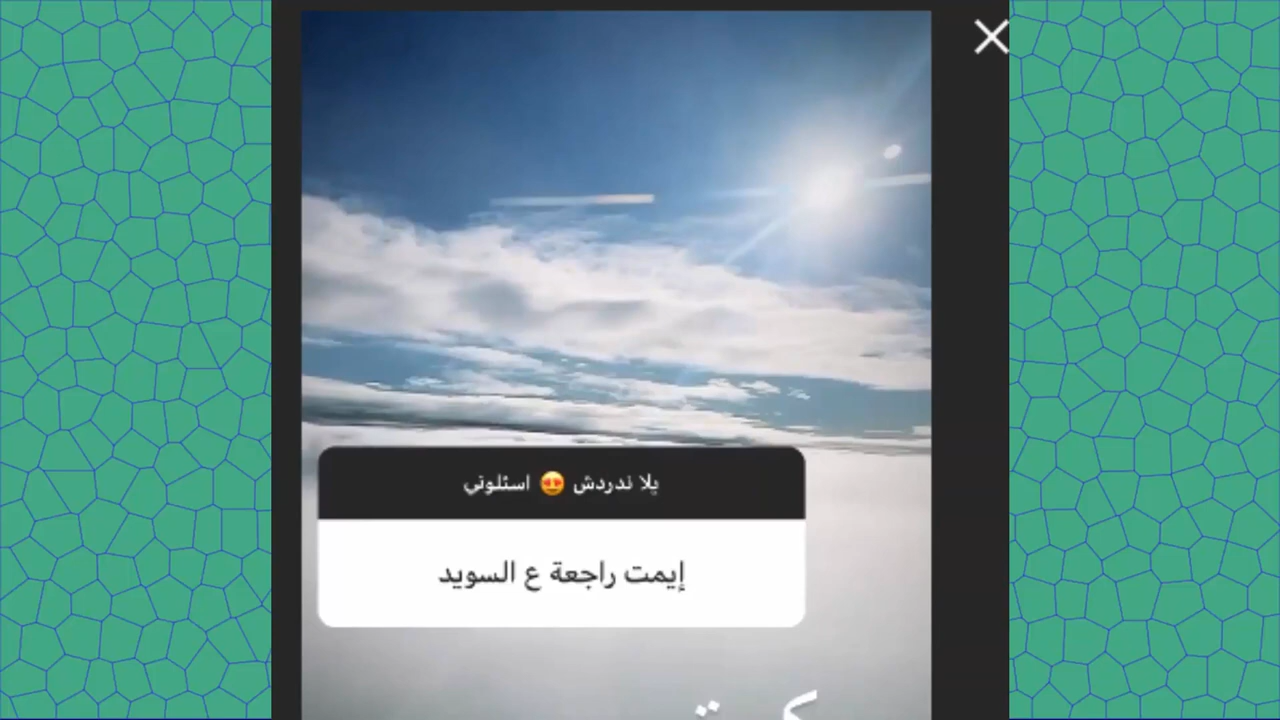 يلا ندردش 😍 اسئلوني
إيمت راجعة ع السويد